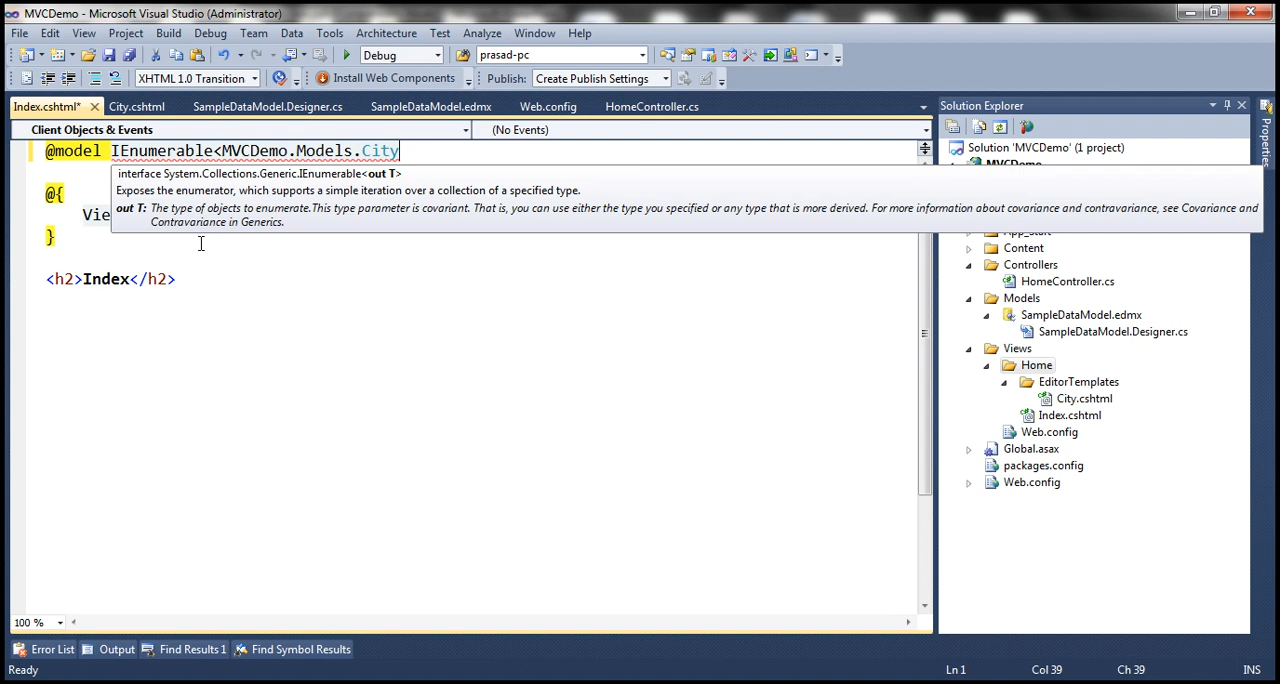 MVCDemo - Microsoft Visual Studio (Administrator)
File Edit View Project Build Debug Team Data Tools Architecture Test Analyze Window Help
Debug prasad-pc
XHTML 1.0 Transition Install Web Components Publish: Create Publish Settings
Index.cshtml* City.cshtml SampleDataModel.Designer.cs SampleDataModel.edmx Web.config HomeController.cs
Client Objects & Events (No Events)
@model IEnumerable<MVCDemo.Models.City
interface System.Collections.Generic.IEnumerable<out T>
Exposes the enumerator, which supports a simple iteration over a collection of a specified type.
out T: The type of objects to enumerate.This type parameter is covariant. That is, you can use either the type you specified or any type that is more derived. For more information about covariance and contravariance, see Covariance and
Contravariance in Generics.
@{
Vie
}
<h2>Index</h2>
100 %
Solution Explorer
Solution 'MVCDemo' (1 project)
MVCDemo
App_Start
Content
Controllers
HomeController.cs
Models
SampleDataModel.edmx
SampleDataModel.Designer.cs
Views
Home
EditorTemplates
City.cshtml
Index.cshtml
Web.config
Global.asax
packages.config
Web.config
Properties
Error List Output Find Results 1 Find Symbol Results
Ready Ln 1 Col 39 Ch 39 INS